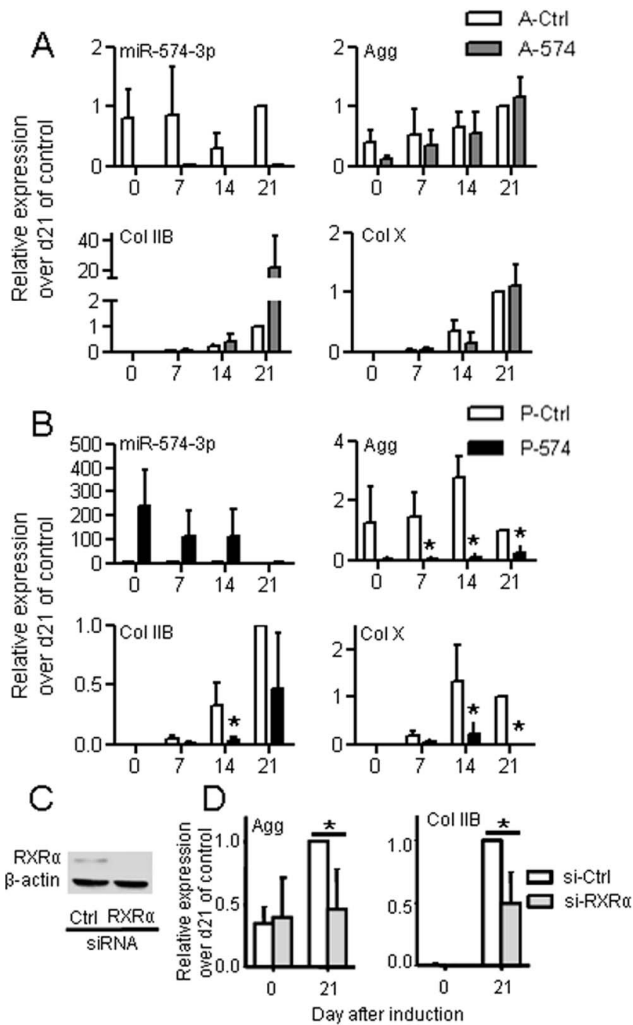 A
A-Ctrl
A-574
Relative expression
over d21 of control
miR-574-3p
2
1
0
0 7 14 21
Agg
2
1
0
0 7 14 21
Col IIB
40
20
2
1
0
0 7 14 21
Col X
2
1
0
0 7 14 21
B
P-Ctrl
P-574
Relative expression
over d21 of control
miR-574-3p
500
400
300
200
100
0
0 7 14 21
Agg
4
2
0
* * *
0 7 14 21
Col IIB
1.0
0.5
0.0
*
0 7 14 21
Col X
2
1
0
* *
0 7 14 21
C
RXRα
β-actin
Ctrl RXRα
siRNA
D
Relative expression
over d21 of control
Agg
*
1.0
0.5
0.0
0 21
Col IIB
*
1.0
0.5
0.0
0 21
si-Ctrl
si-RXRα
Day after induction